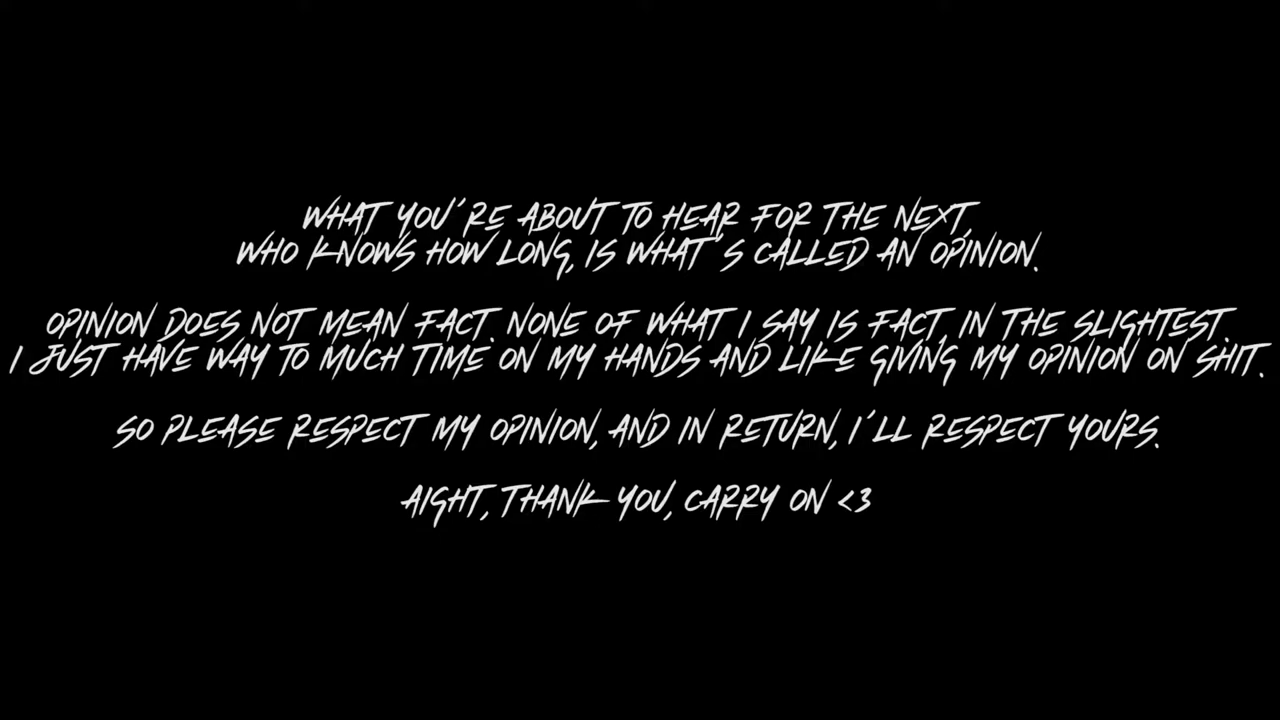 WHAT YOU'RE ABOUT TO HEAR FOR THE NEXT,
WHO KNOWS HOW LONG, IS WHAT'S CALLED AN OPINION.
OPINION DOES NOT MEAN FACT. NONE OF WHAT I SAY IS FACT, IN THE SLIGHTEST.
I JUST HAVE WAY TO MUCH TIME ON MY HANDS AND LIKE GIVING MY OPINION ON SHIT.
SO PLEASE RESPECT MY OPINION, AND IN RETURN, I'LL RESPECT YOURS.
AIGHT, THANK YOU, CARRY ON <3